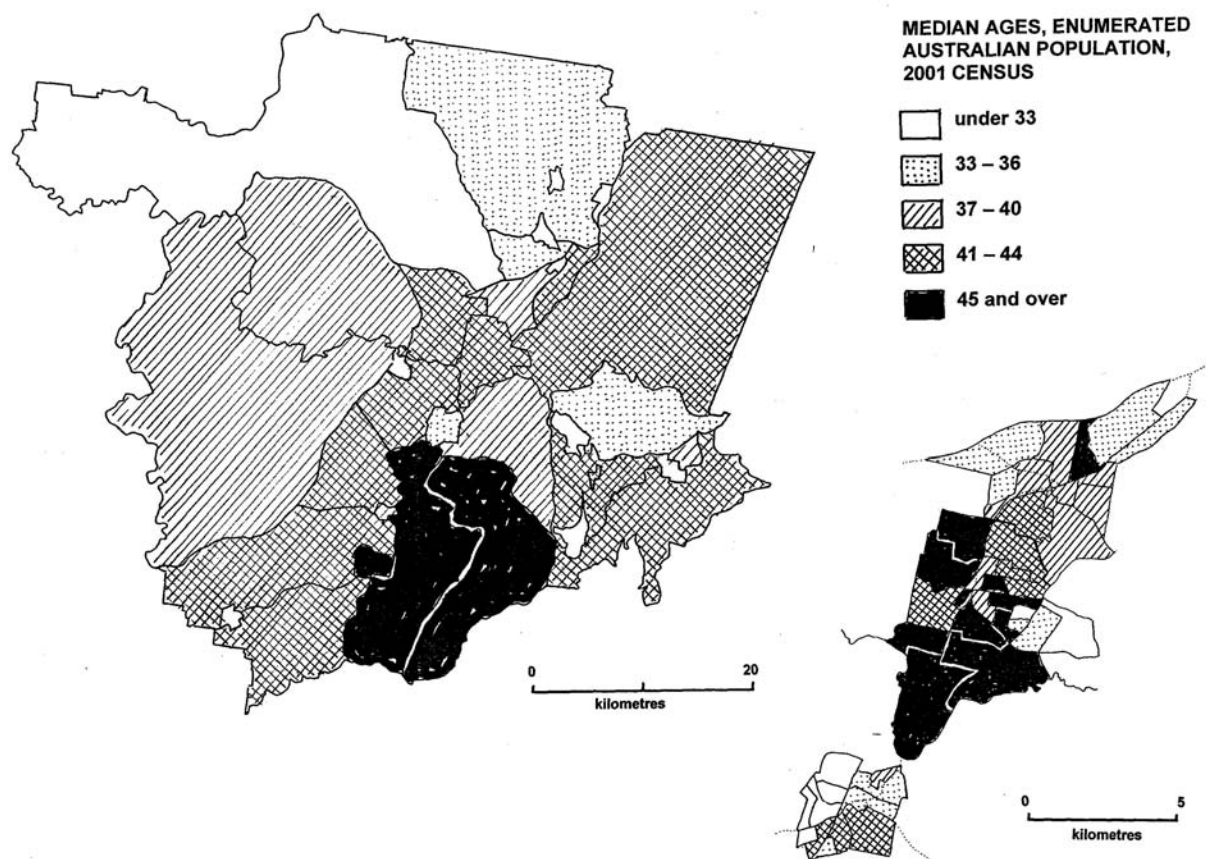 MEDIAN AGES, ENUMERATED
AUSTRALIAN POPULATION,
2001 CENSUS
under 33
33 – 36
37 – 40
41 – 44
45 and over
0 20
kilometres
0 5
kilometres